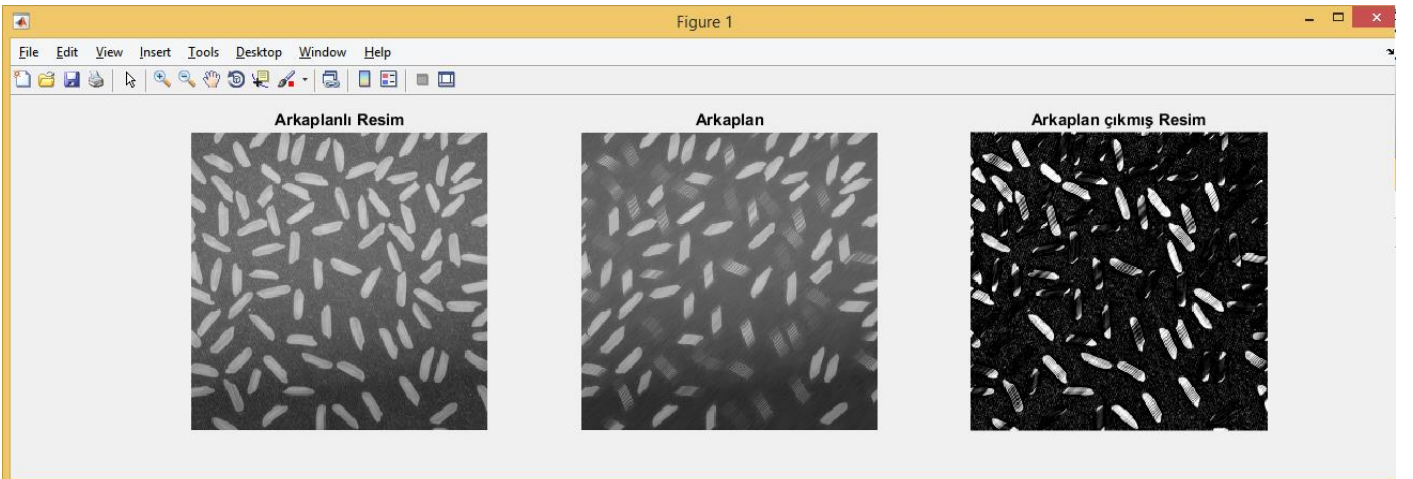 Figure 1
File Edit View Insert Tools Desktop Window Help
Arkaplanlı Resim
Arkaplan
Arkaplan çıkmış Resim